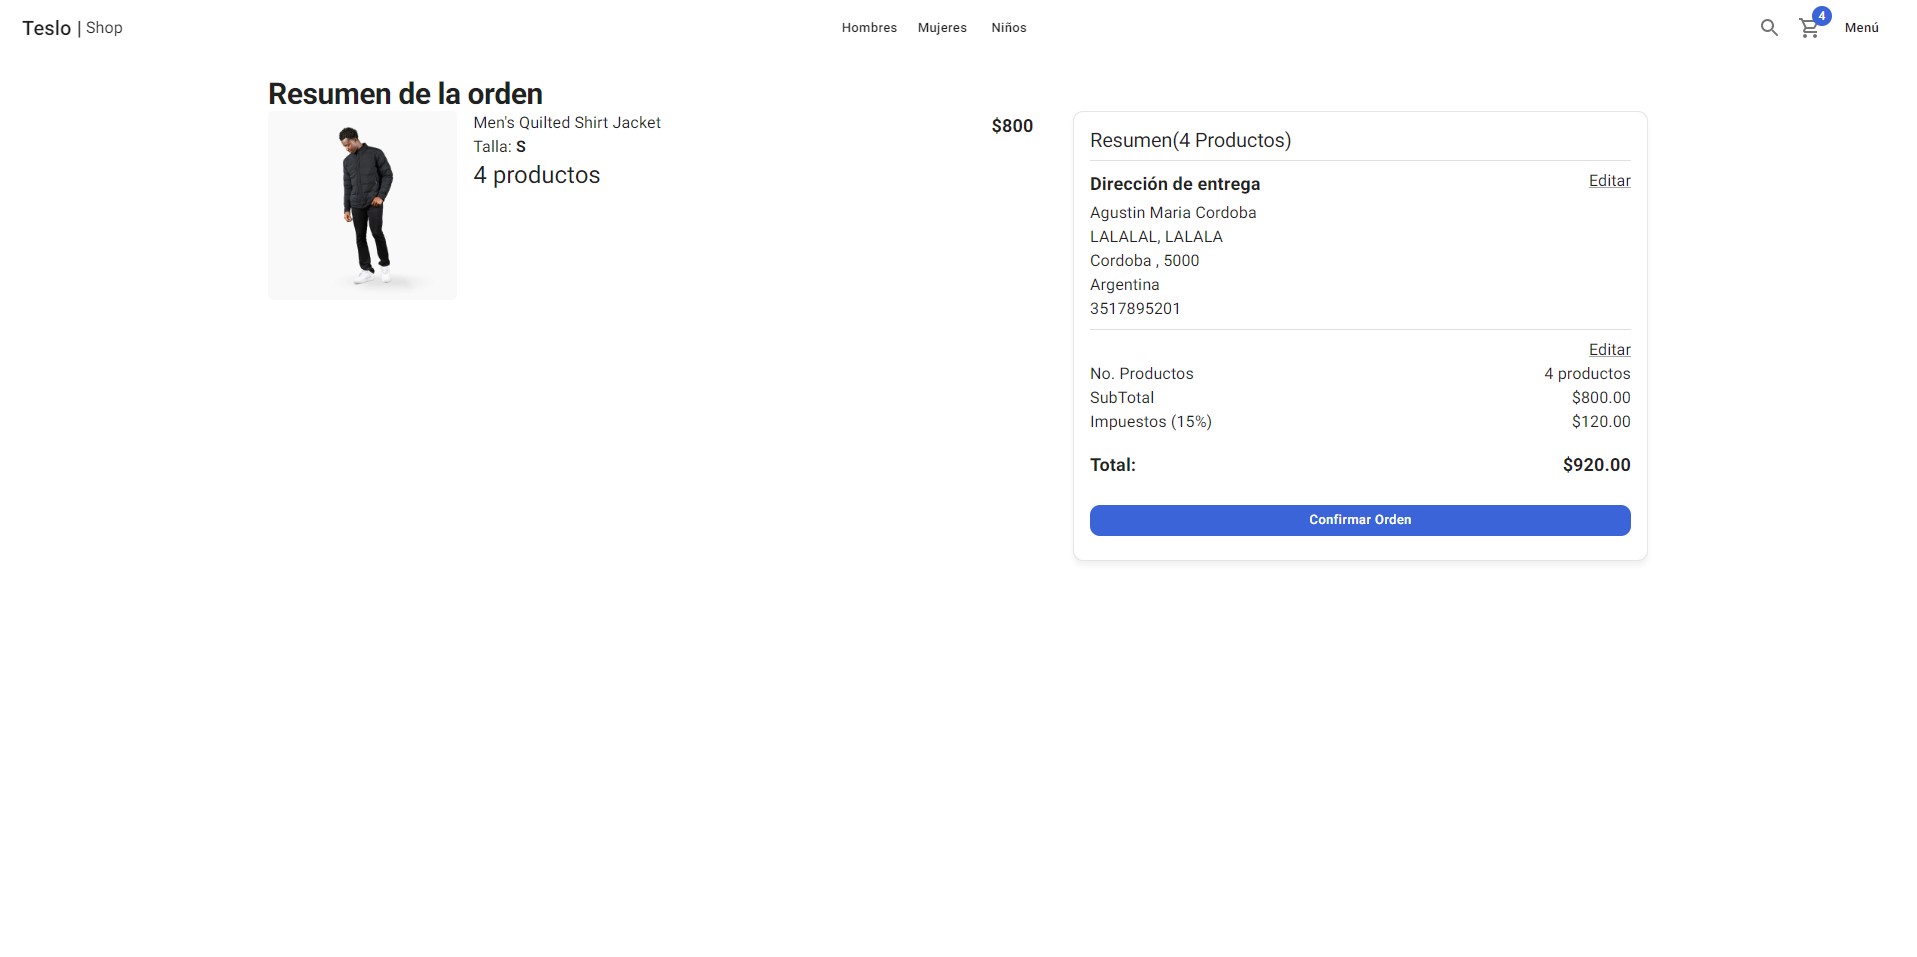 Teslo | Shop
Hombres Mujeres Niños
4
Menú
Resumen de la orden
Men's Quilted Shirt Jacket
Talla: S
4 productos
$800
Resumen(4 Productos)
Dirección de entrega Editar
Agustin Maria Cordoba
LALALAL, LALALA
Cordoba , 5000
Argentina
3517895201
Editar
No. Productos 4 productos
SubTotal $800.00
Impuestos (15%) $120.00
Total: $920.00
Confirmar Orden